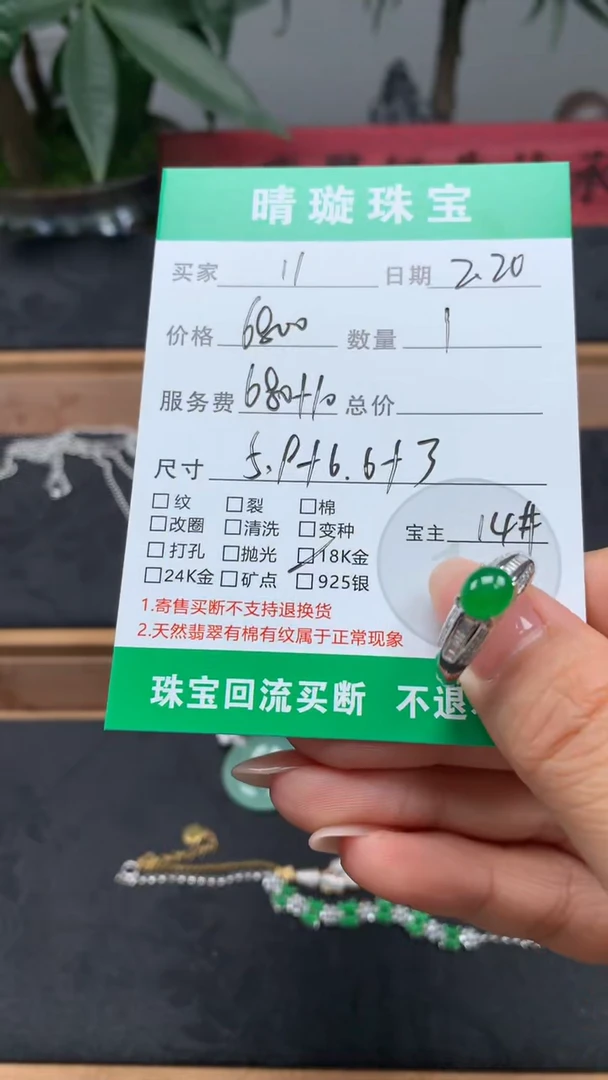 晴璇珠宝
买家 11 日期 2.20
价格 6800 数量 1
服务费 680+10 总价
尺寸 5.9+6.6+3
□纹 □裂 □棉
□改圈 □清洗 □变种
□打孔 □抛光 □18K金
□24K金 □矿点 □925银
宝主 14#
1.寄售买断不支持退换货
2.天然翡翠有棉有纹属于正常现象
珠宝回流买断 不退